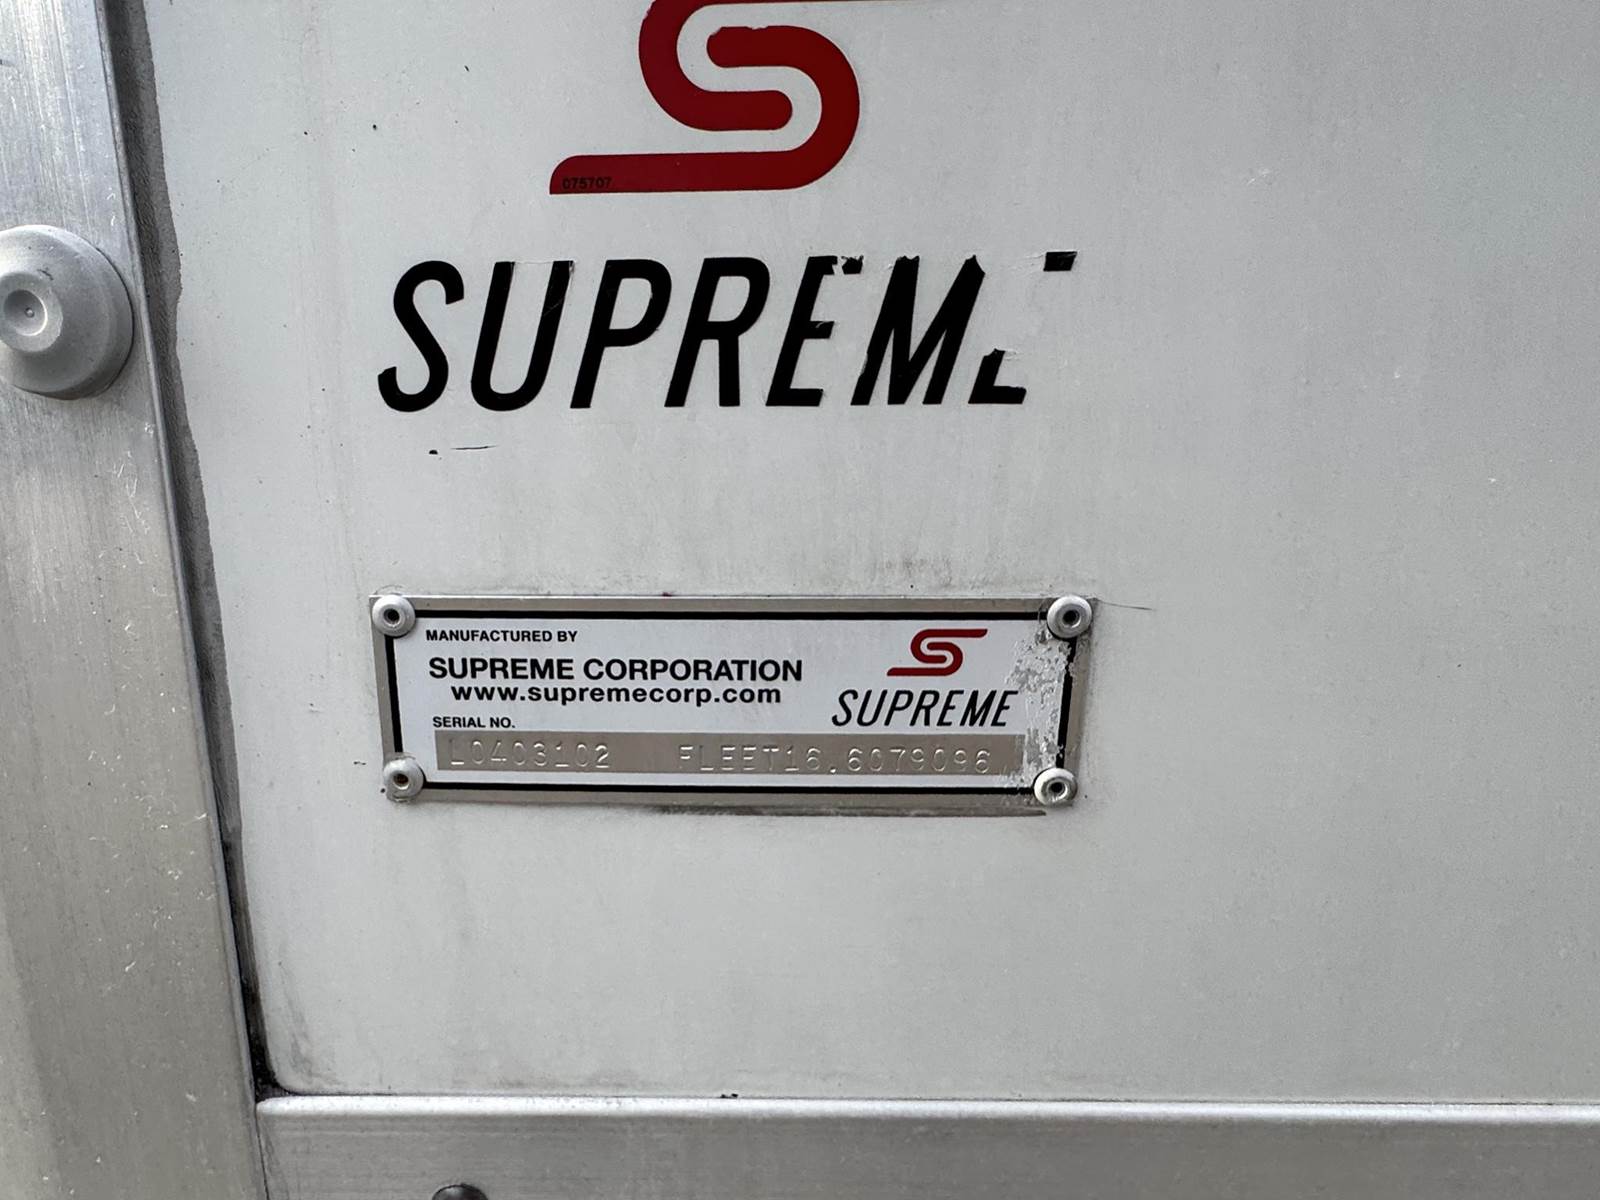 075707
SUPREME
MANUFACTURED BY
SUPREME CORPORATION
www.supremecorp.com
SUPREME
SERIAL NO.
L0403102 FLEET16.6079096